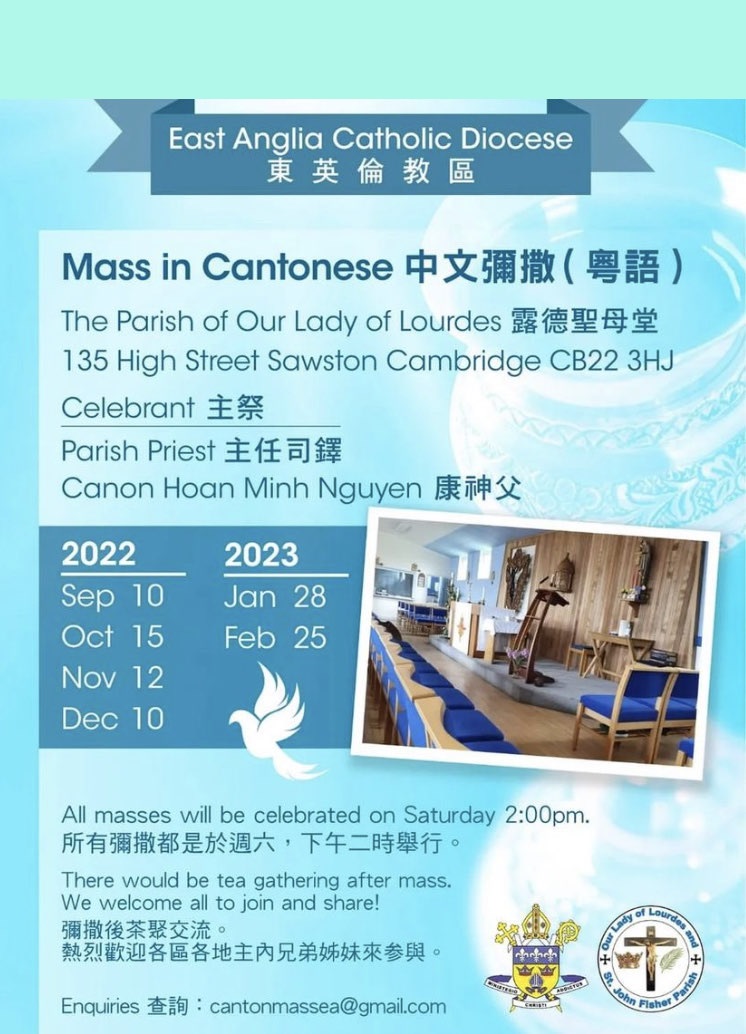 East Anglia Catholic Diocese
東英倫教區
Mass in Cantonese 中文彌撒（粵語）
The Parish of Our Lady of Lourdes 露德聖母堂
135 High Street Sawston Cambridge CB22 3HJ
Celebrant 主祭
Parish Priest 主任司鐸
Canon Hoan Minh Nguyen 康神父
2022
Sep 10
Oct 15
Nov 12
Dec 10
2023
Jan 28
Feb 25
All masses will be celebrated on Saturday 2:00pm.
所有彌撒都是於週六，下午二時舉行。
There would be tea gathering after mass.
We welcome all to join and share!
彌撒後茶聚交流。
熱烈歡迎各區各地主內兄弟姊妹來參與。
Enquiries 查詢：cantonmassea@gmail.com
MINISTERIO ADDICTUS
CHRISTI
Our Lady of Lourdes and
St. John Fisher Parish